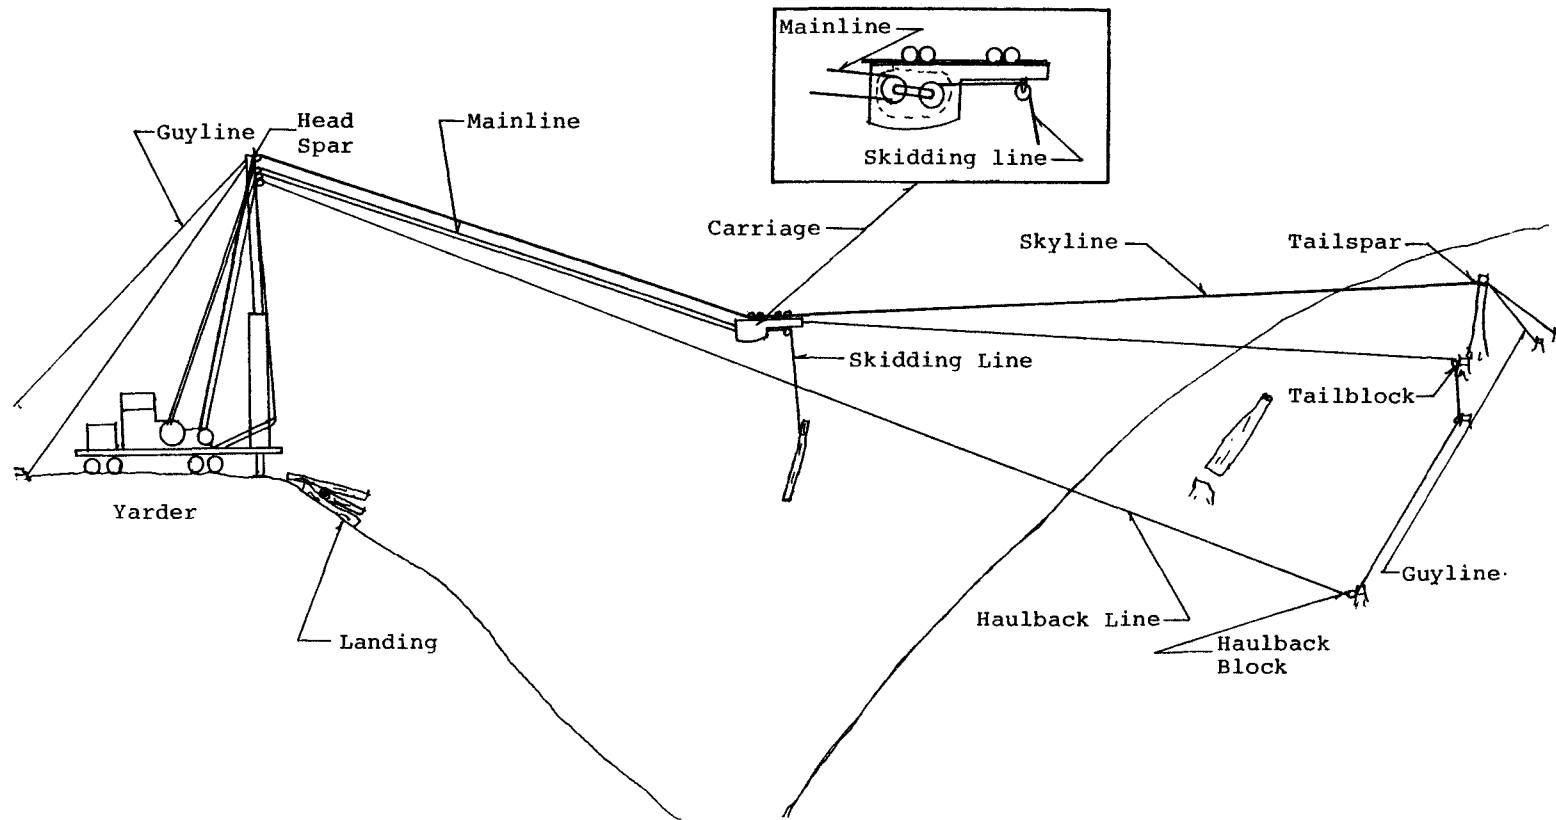 Mainline
Skidding line
Guyline
Head
Spar
Mainline
Carriage
Skyline
Tailspar
Skidding Line
Tailblock
Yarder
Guyline
Landing
Haulback Line
Haulback
Block